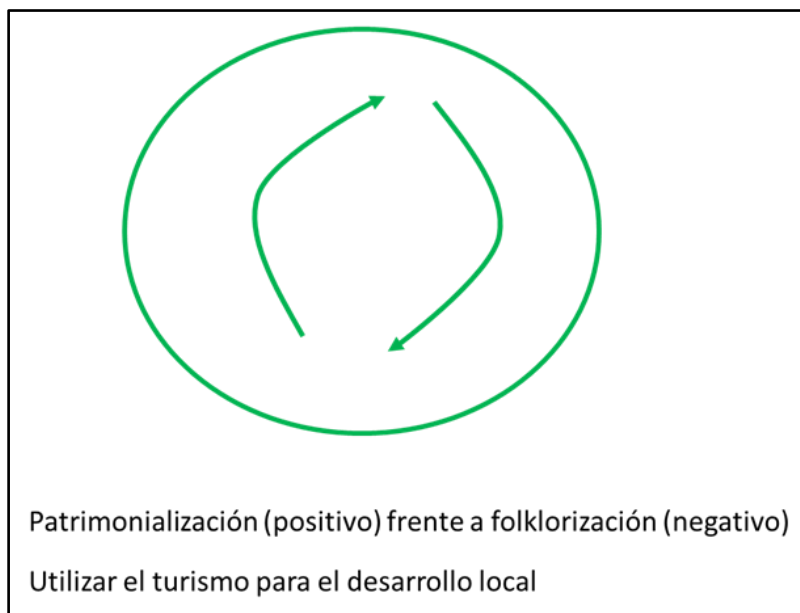 Patrimonialización (positivo) frente a folklorización (negativo)
Utilizar el turismo para el desarrollo local